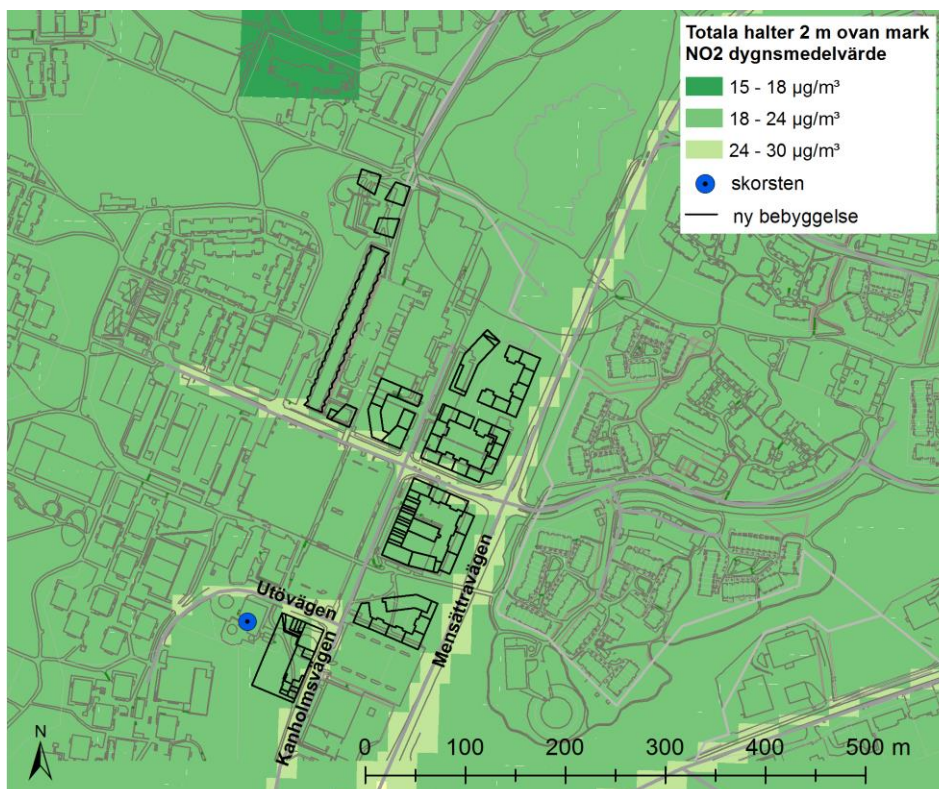 Totala halter 2 m ovan mark
NO2 dygnsmedelvärde
15 - 18 µg/m³
18 - 24 µg/m³
24 - 30 µg/m³
skorsten
ny bebyggelse
Utövägen
Kanholmsvägen
Mensättravägen
N
0 100 200 300 400 500 m